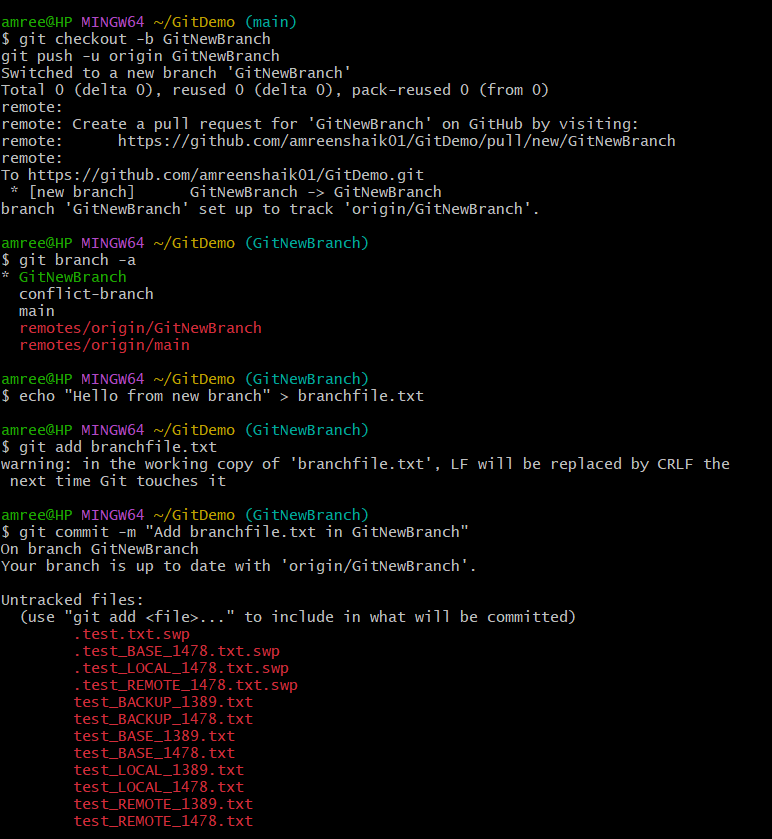 amree@HP MINGW64 ~/GitDemo (main)
$ git checkout -b GitNewBranch
git push -u origin GitNewBranch
Switched to a new branch 'GitNewBranch'
Total 0 (delta 0), reused 0 (delta 0), pack-reused 0 (from 0)
remote:
remote: Create a pull request for 'GitNewBranch' on GitHub by visiting:
remote:      https://github.com/amreenshaik01/GitDemo/pull/new/GitNewBranch
remote:
To https://github.com/amreenshaik01/GitDemo.git
 * [new branch]      GitNewBranch -> GitNewBranch
branch 'GitNewBranch' set up to track 'origin/GitNewBranch'.

amree@HP MINGW64 ~/GitDemo (GitNewBranch)
$ git branch -a
* GitNewBranch
  conflict-branch
  main
  remotes/origin/GitNewBranch
  remotes/origin/main

amree@HP MINGW64 ~/GitDemo (GitNewBranch)
$ echo "Hello from new branch" > branchfile.txt

amree@HP MINGW64 ~/GitDemo (GitNewBranch)
$ git add branchfile.txt
warning: in the working copy of 'branchfile.txt', LF will be replaced by CRLF the
 next time Git touches it

amree@HP MINGW64 ~/GitDemo (GitNewBranch)
$ git commit -m "Add branchfile.txt in GitNewBranch"
On branch GitNewBranch
Your branch is up to date with 'origin/GitNewBranch'.

Untracked files:
  (use "git add <file>..." to include in what will be committed)
        .test.txt.swp
        .test_BASE_1478.txt.swp
        .test_LOCAL_1478.txt.swp
        .test_REMOTE_1478.txt.swp
        test_BACKUP_1389.txt
        test_BACKUP_1478.txt
        test_BASE_1389.txt
        test_BASE_1478.txt
        test_LOCAL_1389.txt
        test_LOCAL_1478.txt
        test_REMOTE_1389.txt
        test_REMOTE_1478.txt